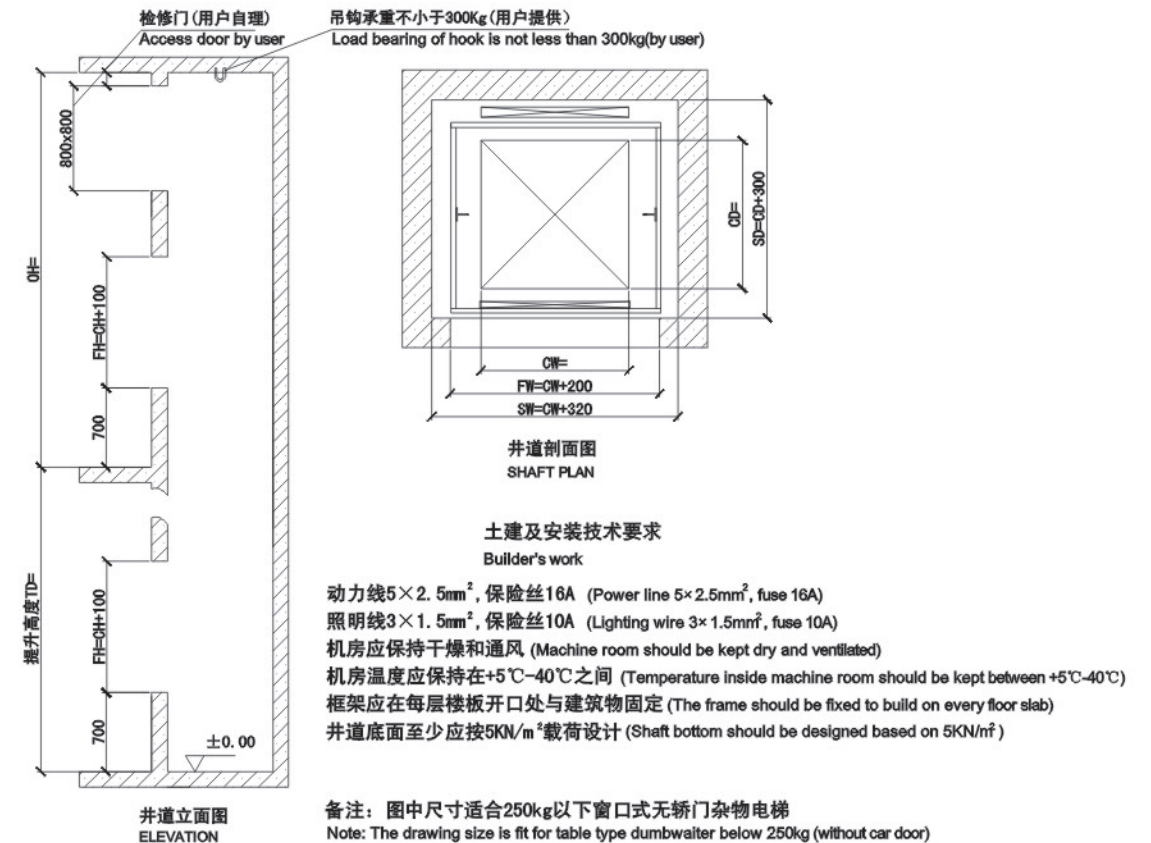 检修门(用户自理)
Access door by user
吊钩承重不小于300Kg(用户提供)
Load bearing of hook is not less than 300kg(by user)
800x800
OH=
FH=CH+100
700
提升高度TD=
FH=CH+100
700
±0.00
井道立面图
ELEVATION
CD=
SD=CD+300
CW=
FW=CW+200
SW=CW+320
井道剖面图
SHAFT PLAN
土建及安装技术要求
Builder's work
动力线5×2.5mm²,保险丝16A (Power line 5×2.5mm², fuse 16A)
照明线3×1.5mm²,保险丝10A (Lighting wire 3×1.5mm², fuse 10A)
机房应保持干燥和通风 (Machine room should be kept dry and ventilated)
机房温度应保持在+5℃-40℃之间 (Temperature inside machine room should be kept between +5℃-40℃)
框架应在每层楼板开口处与建筑物固定 (The frame should be fixed to build on every floor slab)
井道底面至少应按5KN/m²载荷设计 (Shaft bottom should be designed based on 5KN/m²)
备注：图中尺寸适合250kg以下窗口式无轿门杂物电梯
Note: The drawing size is fit for table type dumbwaiter below 250kg (without car door)